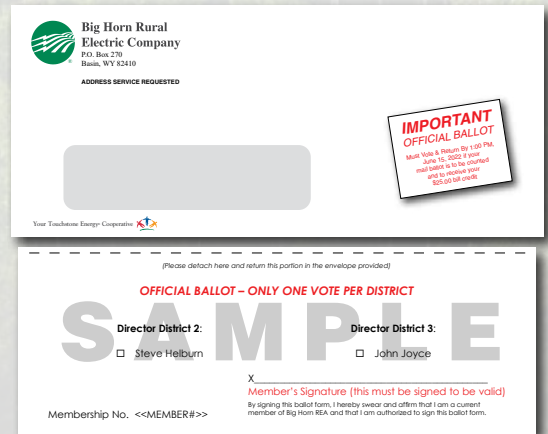 Big Horn Rural
Electric Company
P.O. Box 270
Basin, WY 82410
ADDRESS SERVICE REQUESTED
IMPORTANT
OFFICIAL BALLOT
Must Vote & Return By 1:00 PM,
June 15, 2022 if your
mail ballot is to be counted
and to receive your
$25.00 bill credit
Your Touchstone Energy® Cooperative
(Please detach here and return this portion in the envelope provided)
OFFICIAL BALLOT – ONLY ONE VOTE PER DISTRICT
SAMPLE
Director District 2:
Director District 3:
☐ Steve Helburn
☐ John Joyce
X
Member's Signature (this must be signed to be valid)
By signing this ballot form, I hereby swear and affirm that I am a current
member of Big Horn REA and that I am authorized to sign this ballot form.
Membership No. <<MEMBER#>>